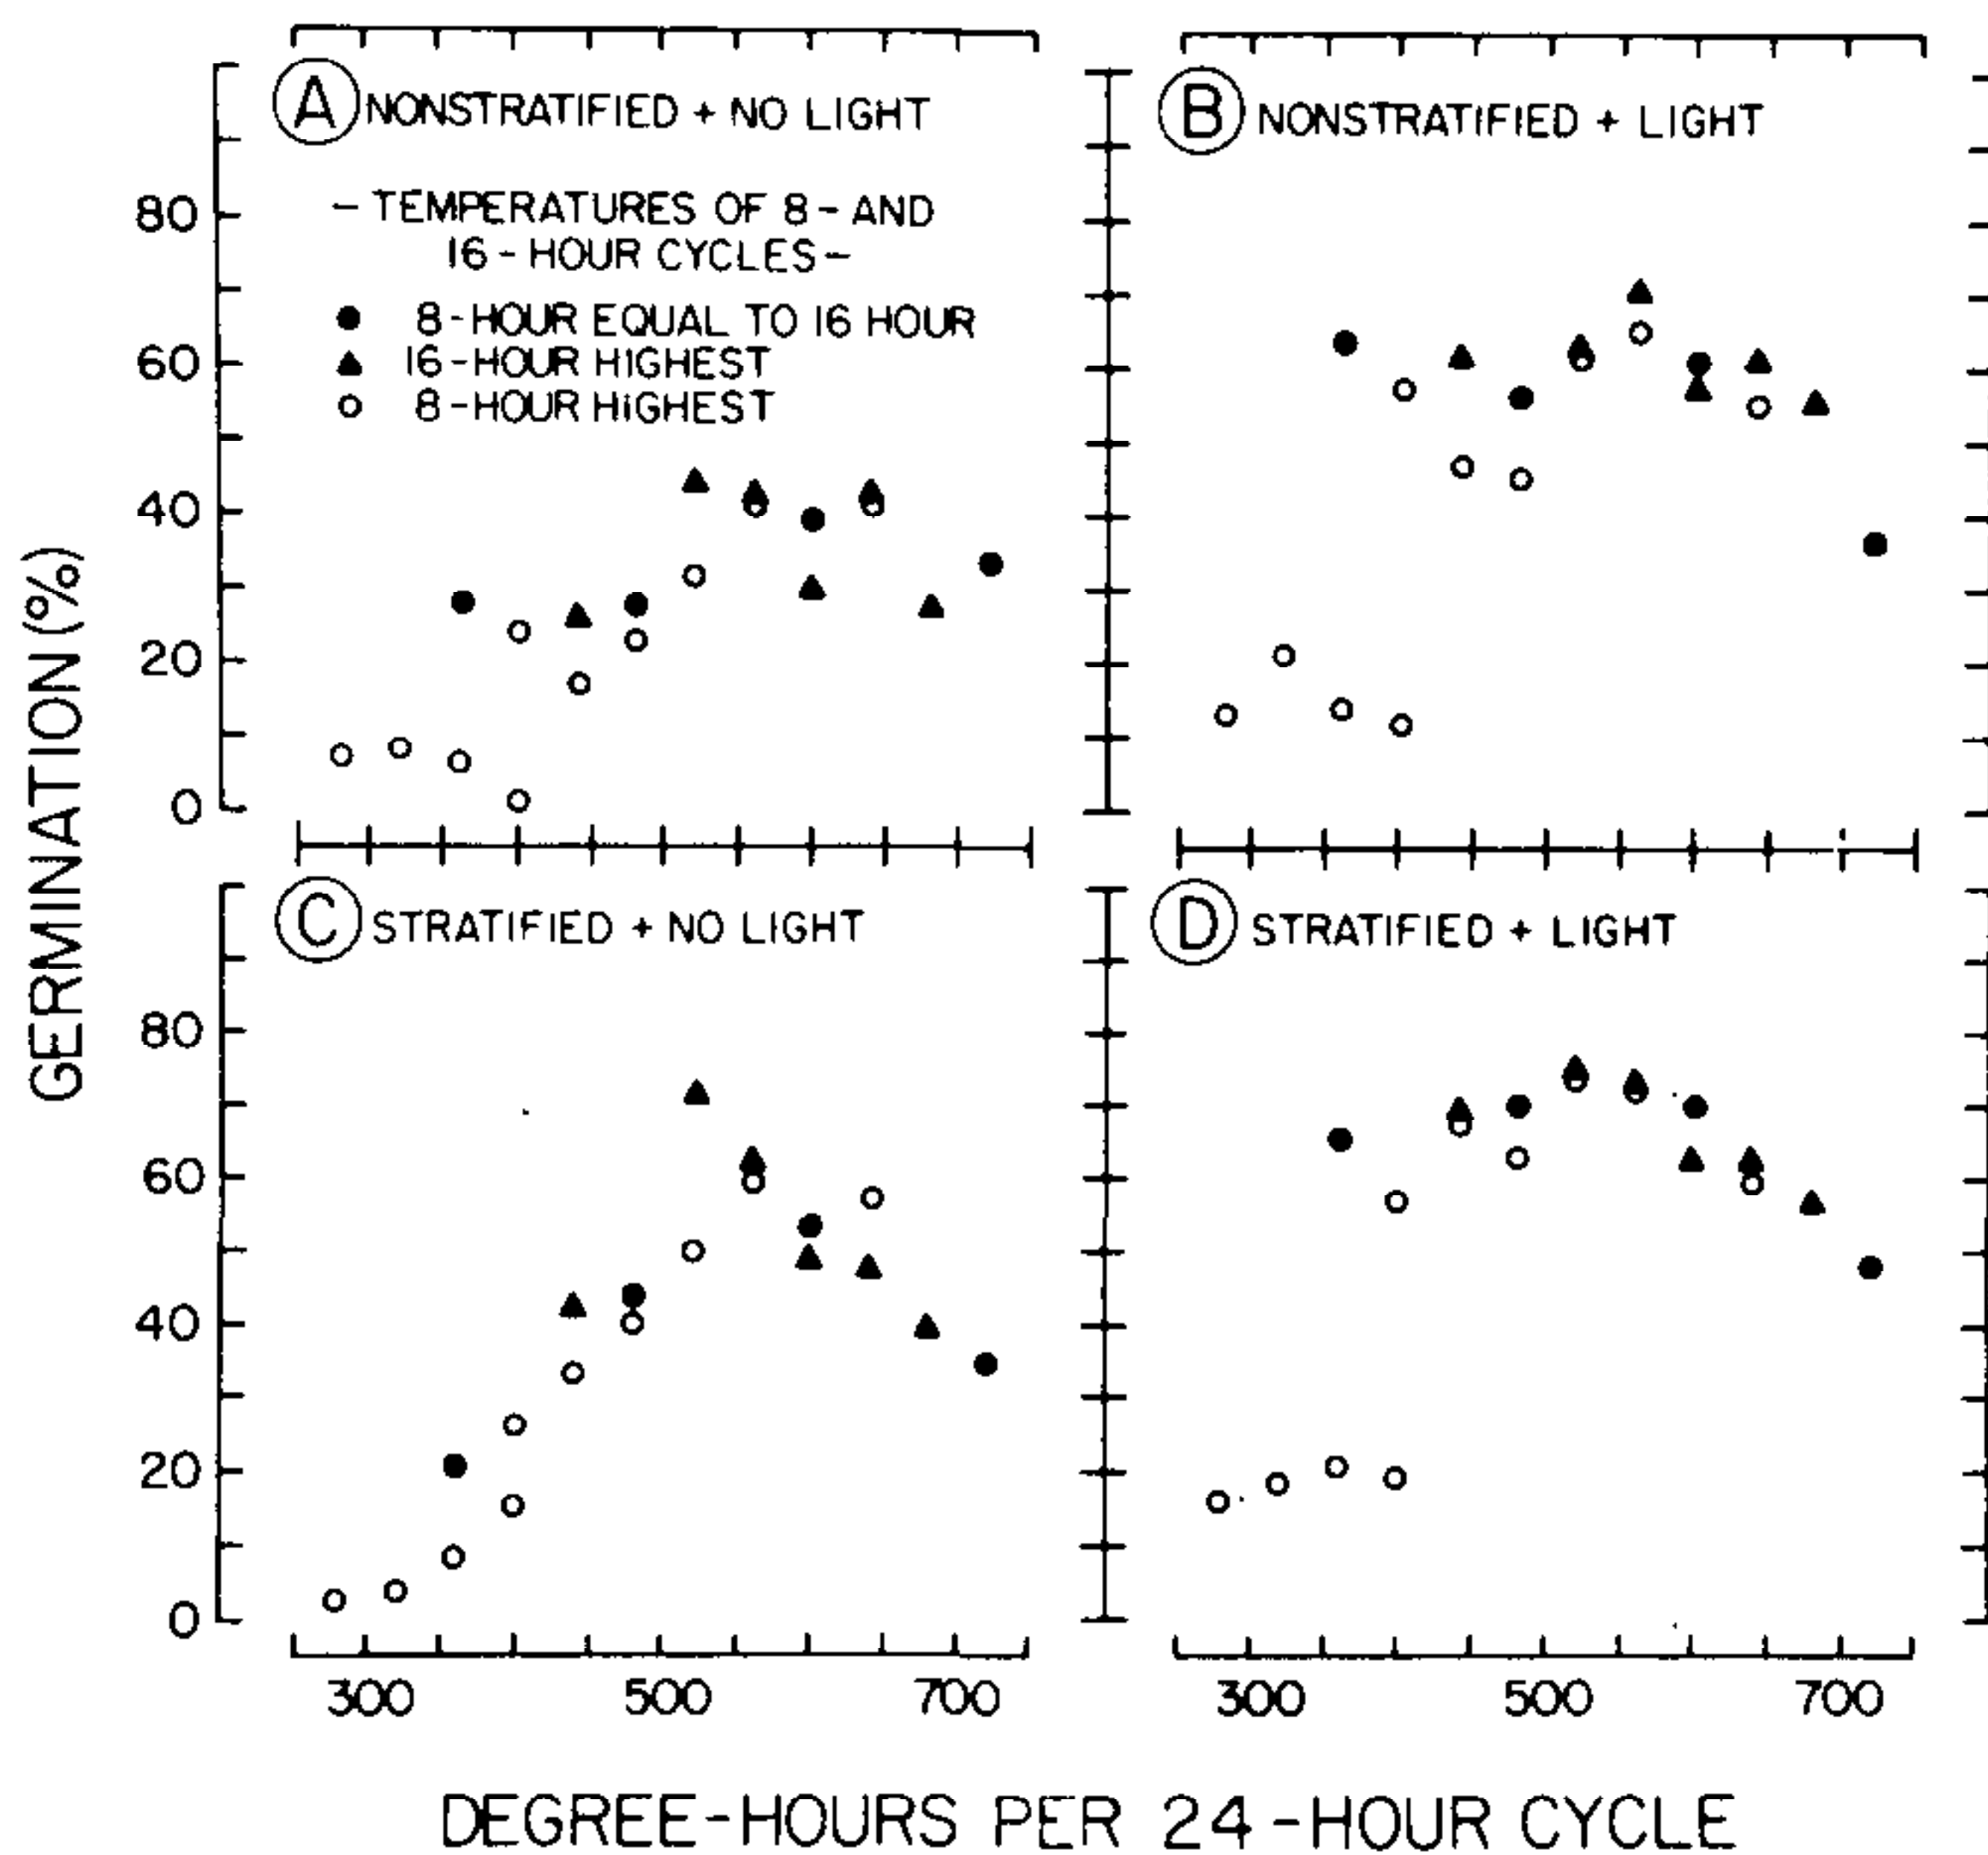 A NONSTRATIFIED + NO LIGHT
- TEMPERATURES OF 8 - AND
16 - HOUR CYCLES -
8 - HOUR EQUAL TO 16 HOUR
16 - HOUR HIGHEST
8 - HOUR HIGHEST
B NONSTRATIFIED + LIGHT
80
60
40
20
0
C STRATIFIED + NO LIGHT
D STRATIFIED + LIGHT
80
60
40
20
0
GERMINATION (%)
300 500 700 300 500 700
DEGREE-HOURS PER 24-HOUR CYCLE